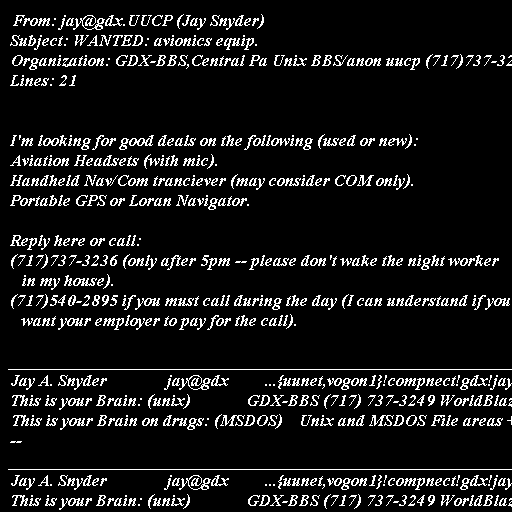 From: jay@gdx.UUCP (Jay Snyder)
Subject: WANTED: avionics equip.
Organization: GDX-BBS,Central Pa Unix BBS/anon uucp (717)737-32
Lines: 21
I'm looking for good deals on the following (used or new):
Aviation Headsets (with mic).
Handheld Nav/Com tranciever (may consider COM only).
Portable GPS or Loran Navigator.
Reply here or call:
(717)737-3236 (only after 5pm -- please don't wake the night worker
in my house).
(717)540-2895 if you must call during the day (I can understand if you
want your employer to pay for the call).
Jay A. Snyder jay@gdx ...{uunet,vogon1}!compnect!gdx!jay
This is your Brain: (unix) GDX-BBS (717) 737-3249 WorldBlaz
This is your Brain on drugs: (MSDOS) Unix and MSDOS File areas
--
Jay A. Snyder jay@gdx ...{uunet,vogon1}!compnect!gdx!jay
This is your Brain: (unix) GDX-BBS (717) 737-3249 WorldBlaz